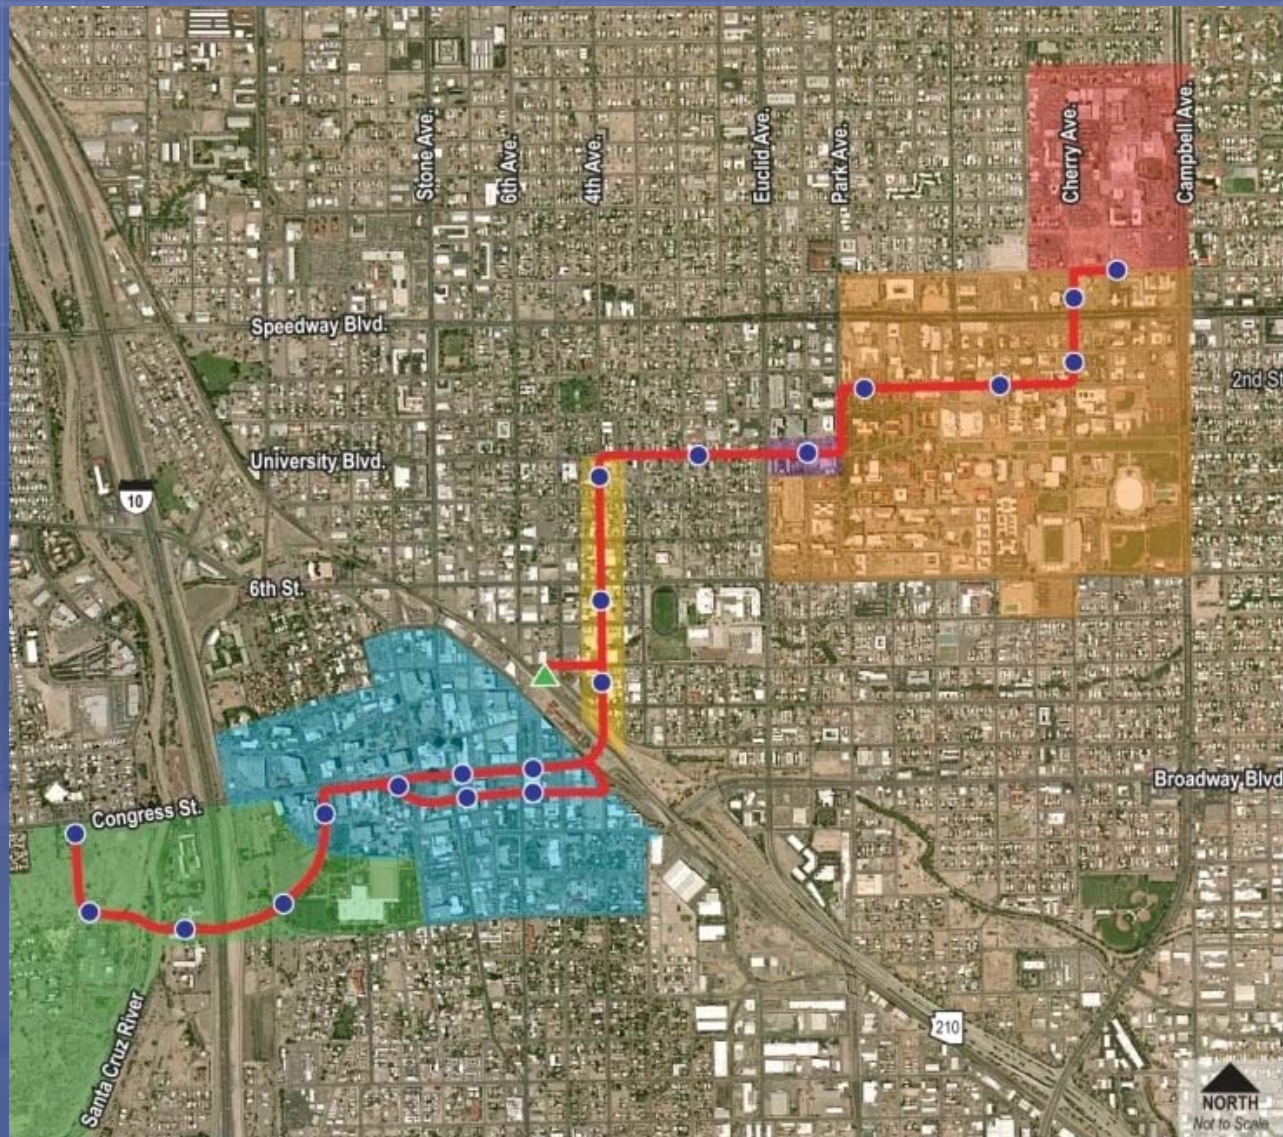 Stone Ave.
6th Ave.
4th Ave.
Euclid Ave.
Park Ave.
Cherry Ave.
Campbell Ave.
Speedway Blvd.
2nd St
University Blvd.
10
6th St.
Broadway Blvd
Congress St.
Santa Cruz River
210
NORTH
Not to Scale